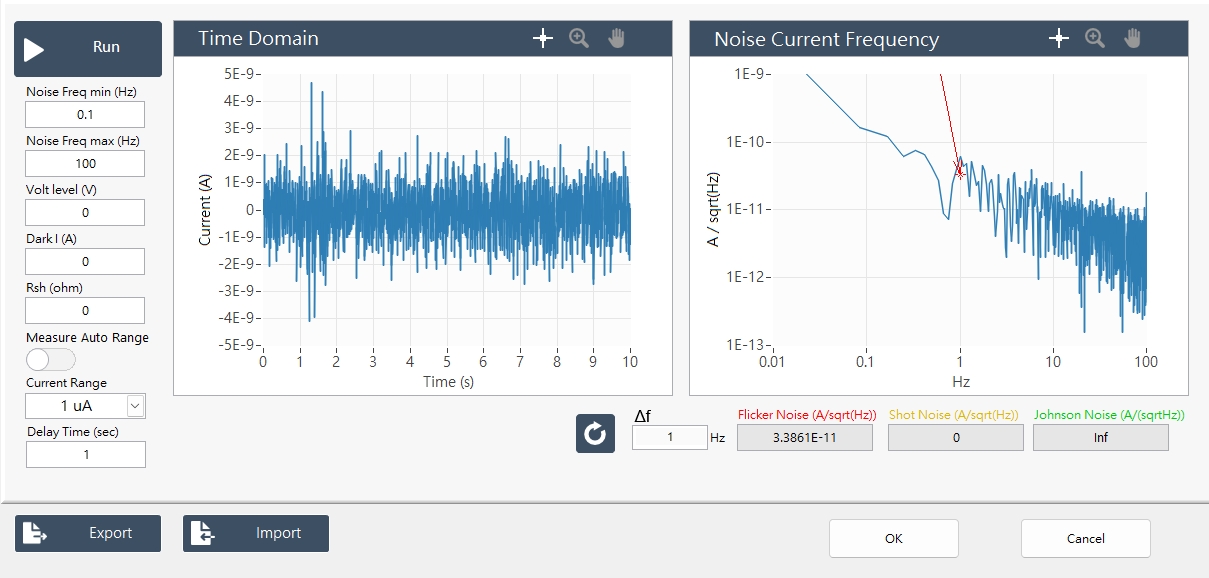 Run
Noise Freq min (Hz)
0.1
Noise Freq max (Hz)
100
Volt level (V)
0
Dark I (A)
0
Rsh (ohm)
0
Measure Auto Range
Current Range
1 uA
Delay Time (sec)
1
Time Domain
5E-9
4E-9
3E-9
2E-9
1E-9
0
-1E-9
-2E-9
-3E-9
-4E-9
-5E-9
Current (A)
0 1 2 3 4 5 6 7 8 9 10
Time (s)
Noise Current Frequency
1E-9
1E-10
1E-11
1E-12
1E-13
A / sqrt(Hz)
0.01 0.1 1 10 100
Hz
Δf
1 Hz
Flicker Noise (A/sqrt(Hz))
3.3861E-11
Shot Noise (A/sqrt(Hz))
0
Johnson Noise (A/(sqrtHz))
Inf
Export
Import
OK
Cancel